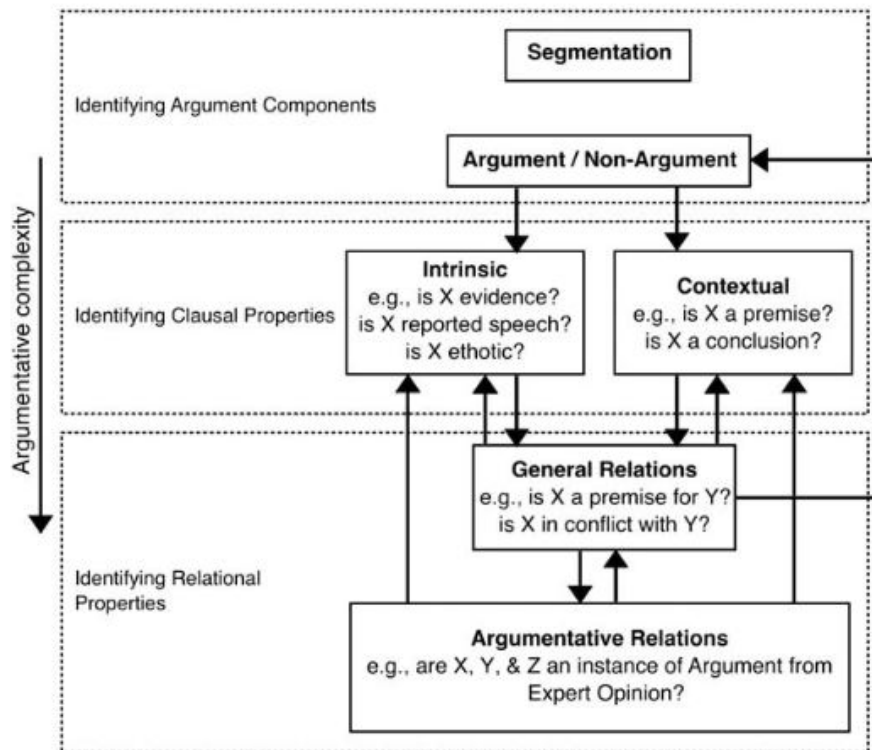 Segmentation
Identifying Argument Components
Argument / Non-Argument
Argumentative complexity
Identifying Clausal Properties
Intrinsic
e.g., is X evidence?
is X reported speech?
is X ethotic?
Contextual
e.g., is X a premise?
is X a conclusion?
General Relations
e.g., is X a premise for Y?
is X in conflict with Y?
Identifying Relational
Properties
Argumentative Relations
e.g., are X, Y, & Z an instance of Argument from
Expert Opinion?